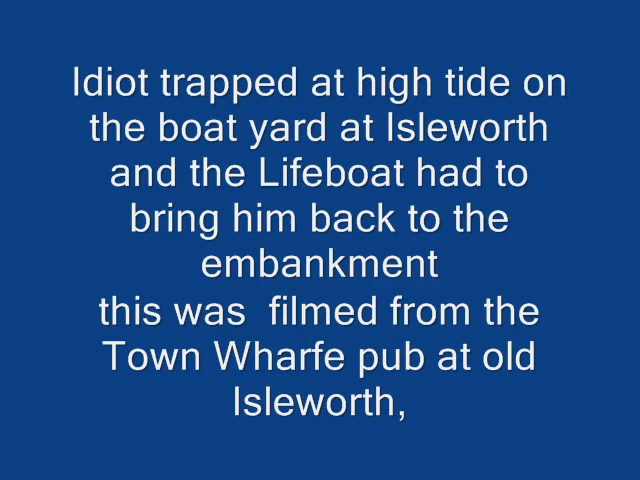 Idiot trapped at high tide on
the boat yard at Isleworth
and the Lifeboat had to
bring him back to the
embankment
this was  filmed from the
Town Wharfe pub at old
Isleworth,